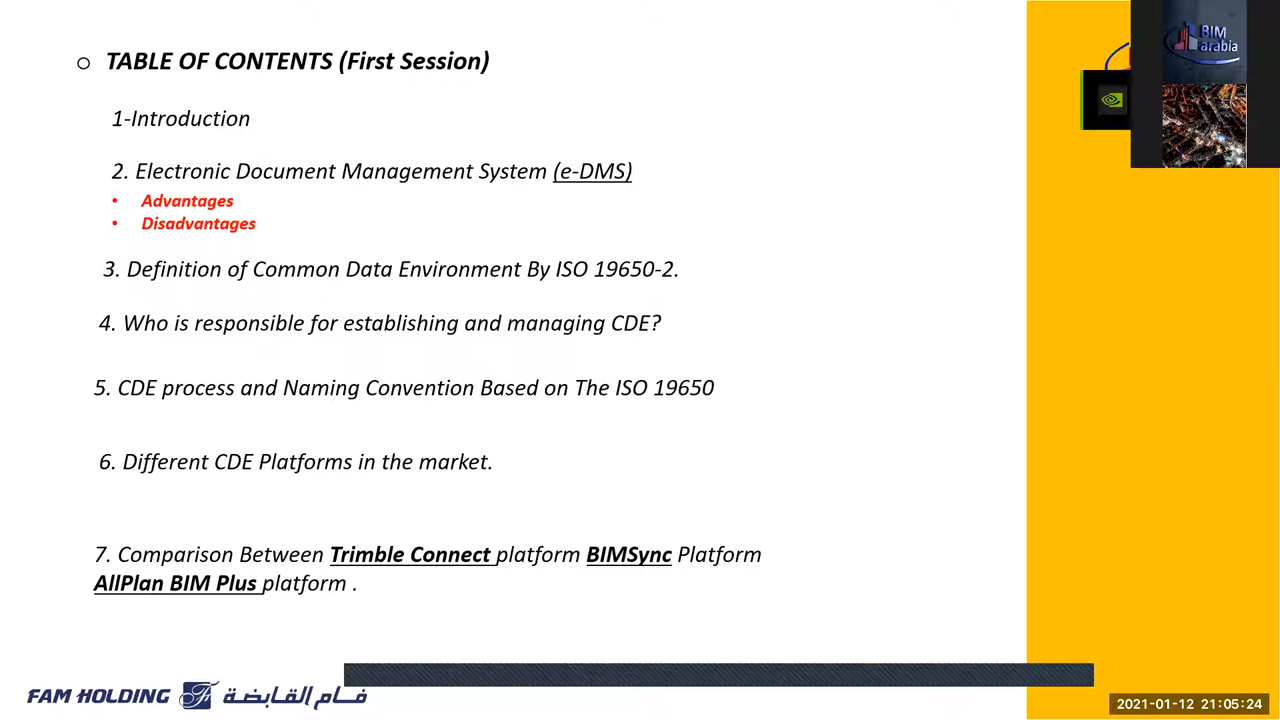 TABLE OF CONTENTS (First Session)
1-Introduction
2. Electronic Document Management System (e-DMS)
• Advantages
• Disadvantages
3. Definition of Common Data Environment By ISO 19650-2.
4. Who is responsible for establishing and managing CDE?
5. CDE process and Naming Convention Based on The ISO 19650
6. Different CDE Platforms in the market.
7. Comparison Between Trimble Connect platform BIMSync Platform
AllPlan BIM Plus platform .
FAM HOLDING فام القابضة
BIM
arabia
2021-01-12 21:05:24